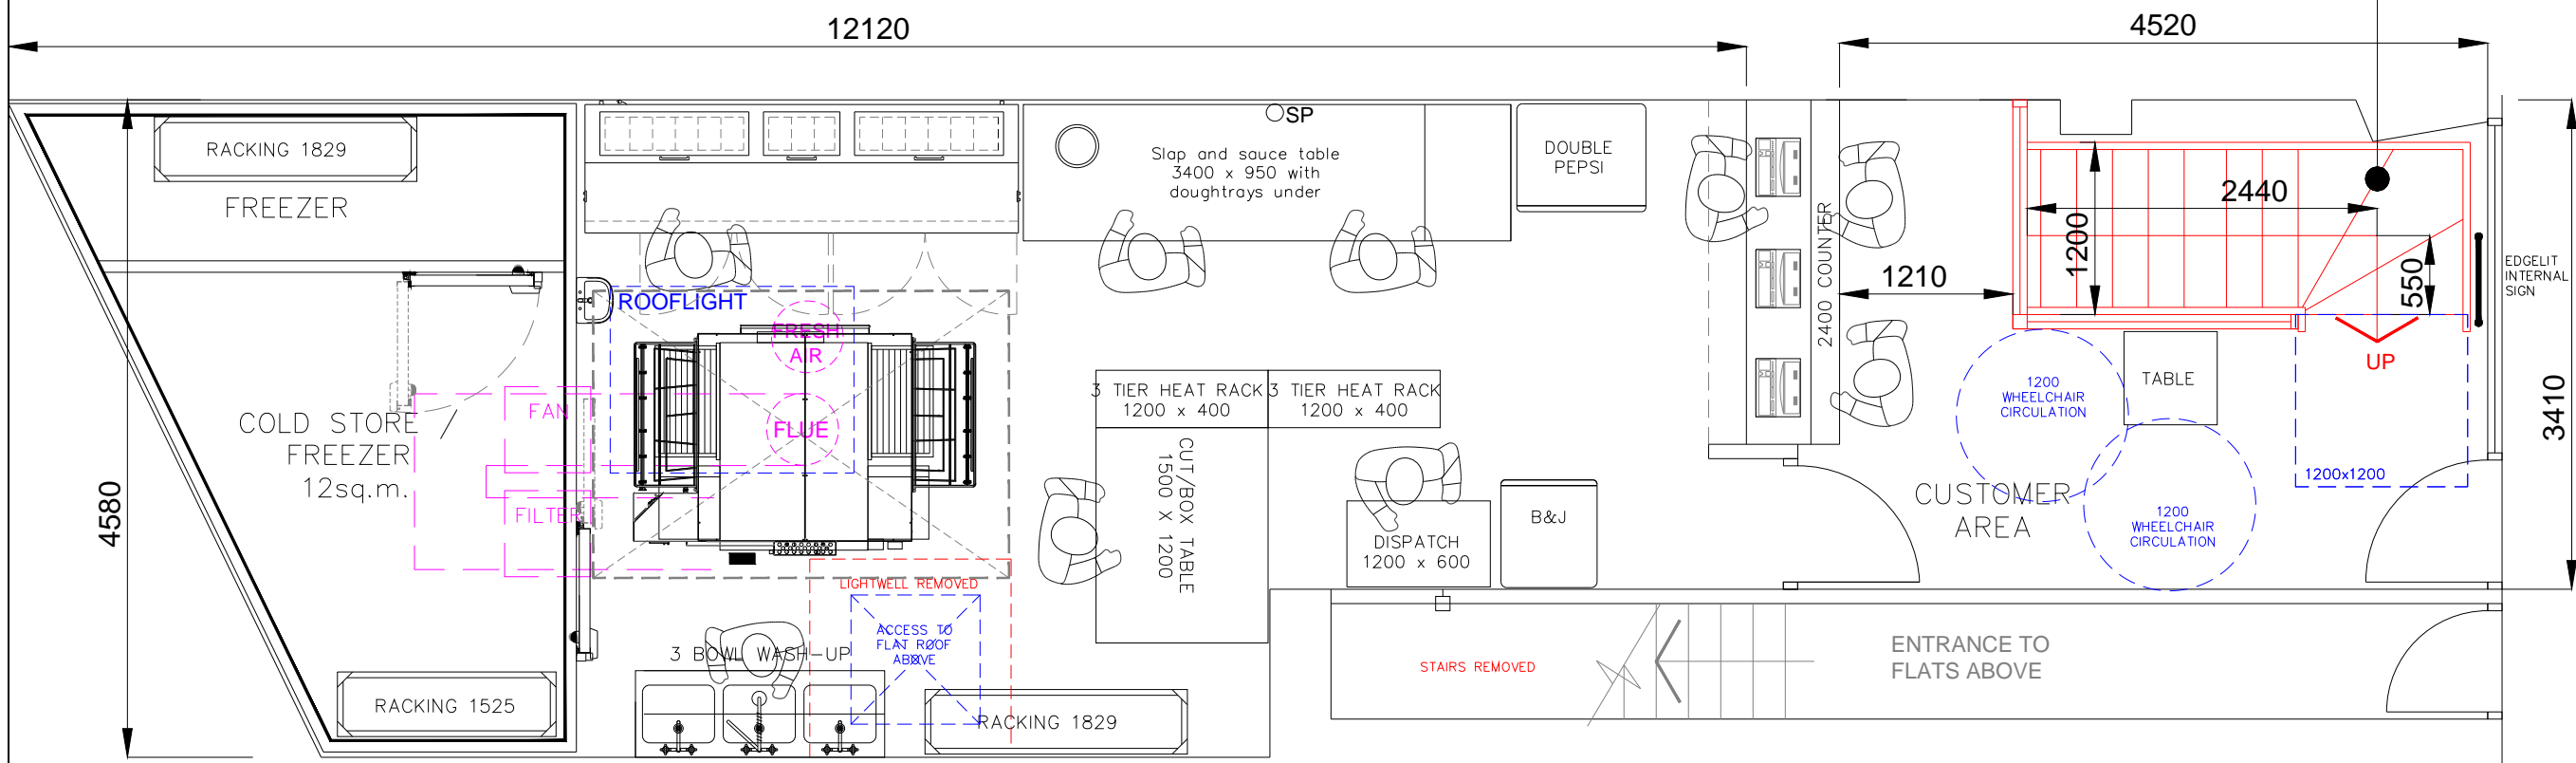 12120
4520
RACKING 1829
FREEZER
SP
Slap and sauce table
3400 x 950 with
doughtrays under
DOUBLE
PEPSI
2400 COUNTER
1200
2440
550
1210
EDGELIT
INTERNAL
SIGN
ROOFLIGHT
FRESH
AIR
FLUE
FAN
FILTER
COLD STORE /
FREEZER
12sq.m.
4580
3 TIER HEAT RACK
1200 x 400
3 TIER HEAT RACK
1200 x 400
CUT/BOX TABLE
1500 X 1200
DISPATCH
1200 x 600
B&J
1200
WHEELCHAIR
CIRCULATION
TABLE
UP
1200x1200
3410
CUSTOMER
AREA
1200
WHEELCHAIR
CIRCULATION
LIGHTWELL REMOVED
ACCESS TO
FLAT ROOF
ABOVE
3 BOWL WASH-UP
RACKING 1525
RACKING 1829
STAIRS REMOVED
ENTRANCE TO
FLATS ABOVE